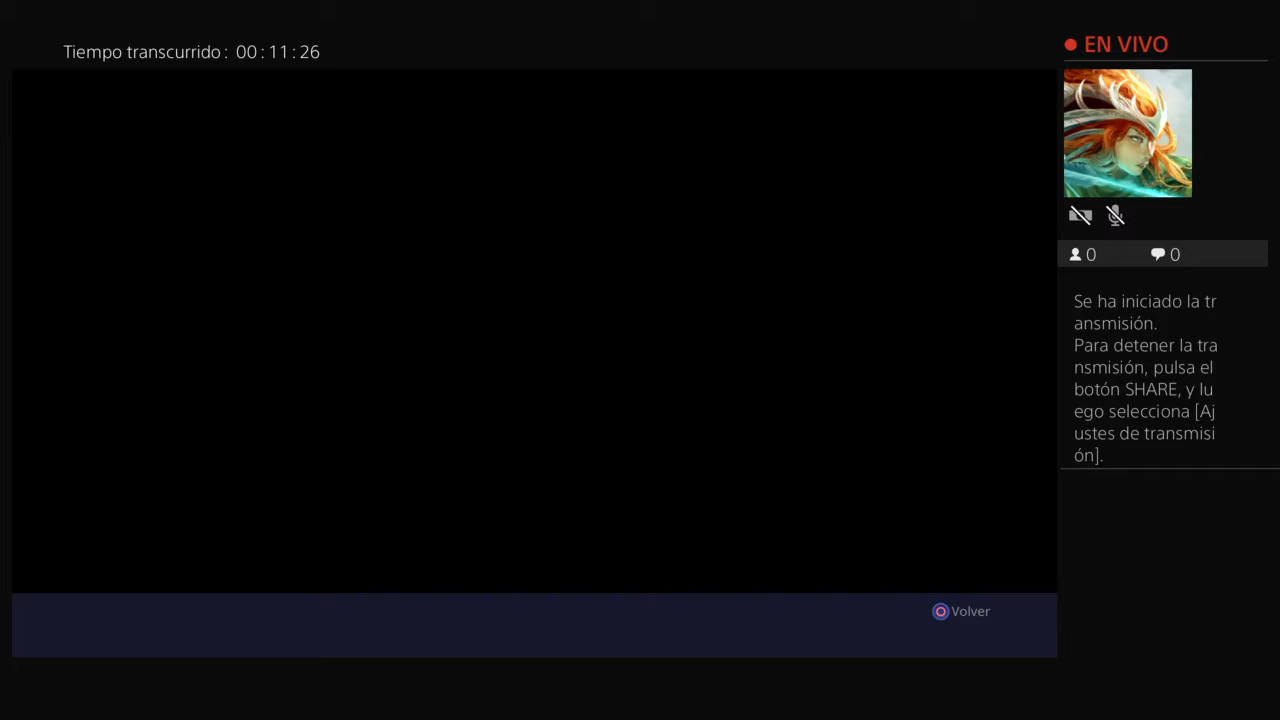 Tiempo transcurrido: 00:11:26
EN VIVO
0
0
Se ha iniciado la tr
ansmisión.
Para detener la tra
nsmisión, pulsa el
botón SHARE, y lu
ego selecciona [Aj
ustes de transmisi
ón].
Volver